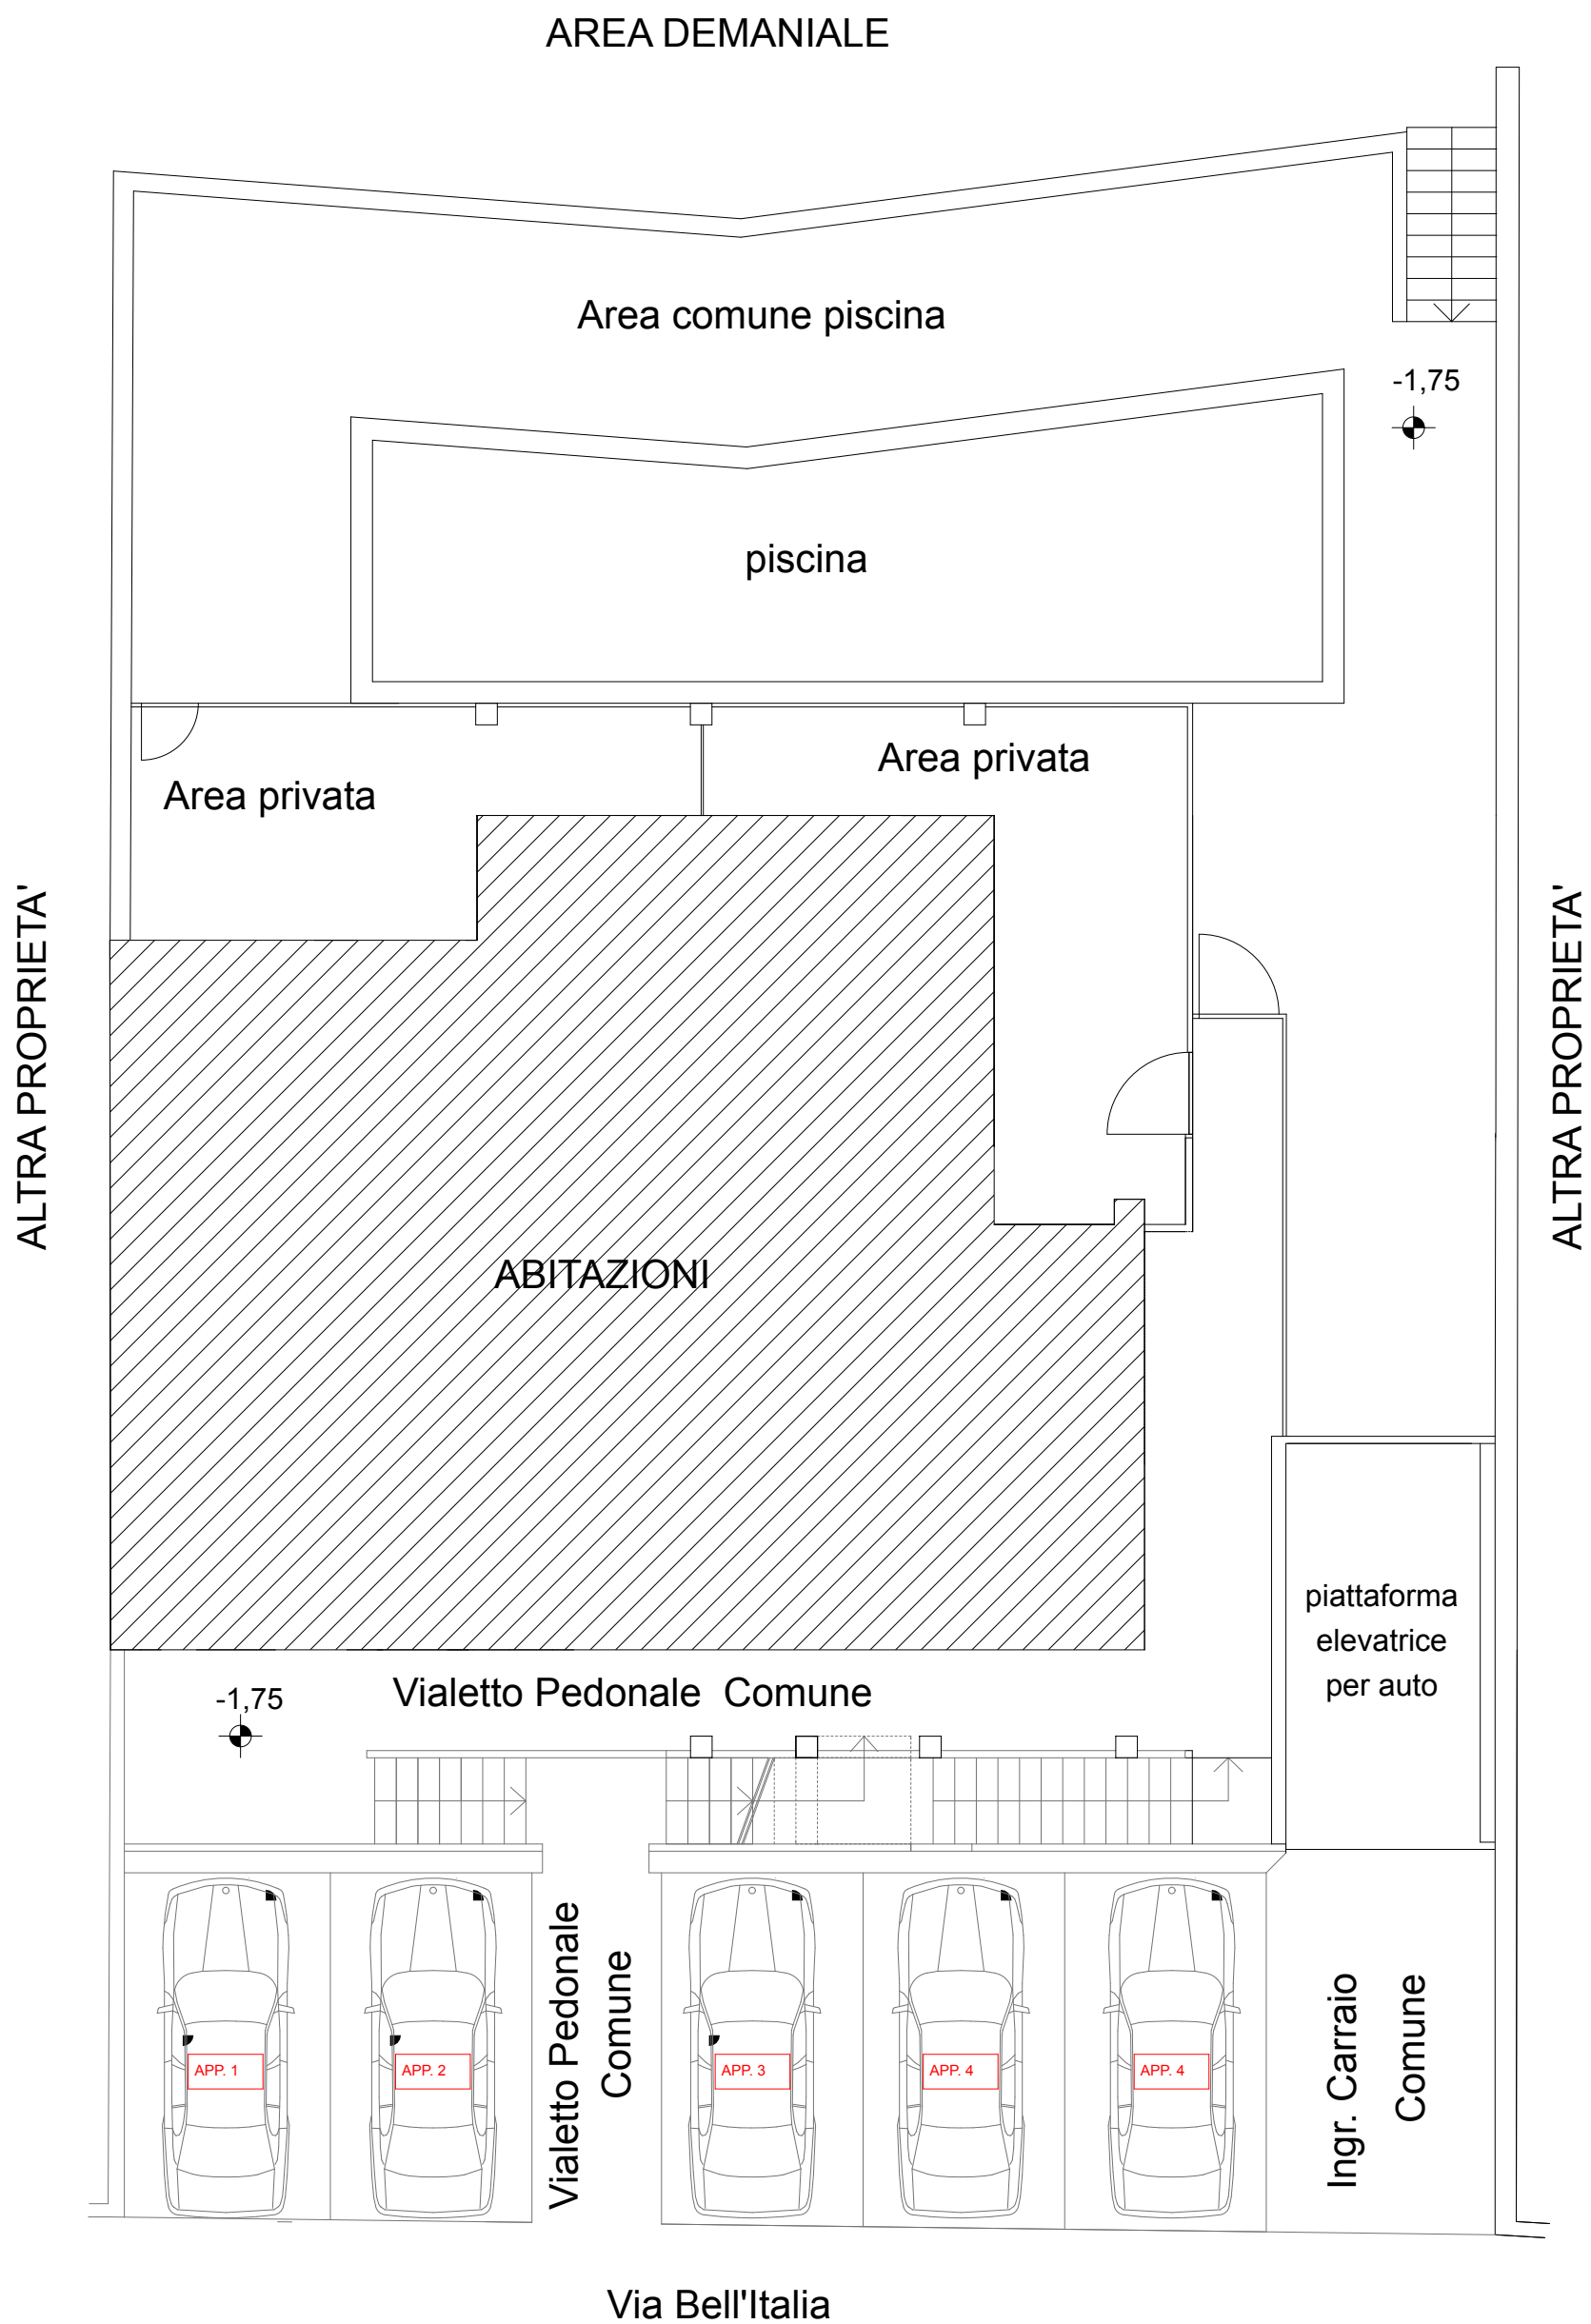 AREA DEMANIALE
Area comune piscina
-1,75
piscina
Area privata
Area privata
ALTRA PROPRIETA'
ALTRA PROPRIETA'
ABITAZIONI
piattaforma
elevatrice
per auto
Vialetto Pedonale Comune
-1,75
Vialetto Pedonale
Comune
Ingr. Carraio
Comune
APP. 1
APP. 2
APP. 3
APP. 4
APP. 4
Via Bell'Italia